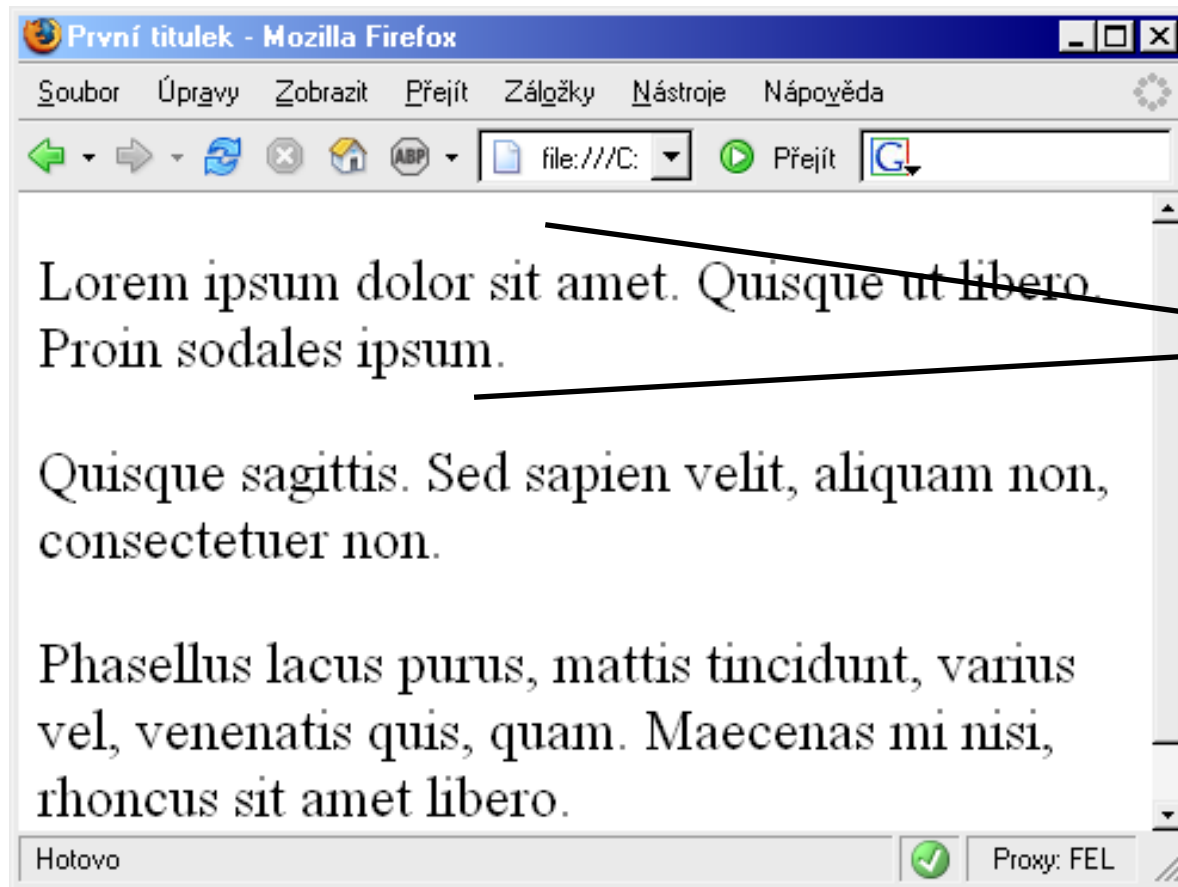 První titulek - Mozilla Firefox
Soubor Úpravy Zobrazit Přejít Záložky Nástroje Nápověda
ABP file:///C: Přejít G
Lorem ipsum dolor sit amet. Quisque ut libero.
Proin sodales ipsum.
Quisque sagittis. Sed sapien velit, aliquam non,
consectetuer non.
Phasellus lacus purus, mattis tincidunt, varius
vel, venenatis quis, quam. Maecenas mi nisi,
rhoncus sit amet libero.
Hotovo Proxy: FEL